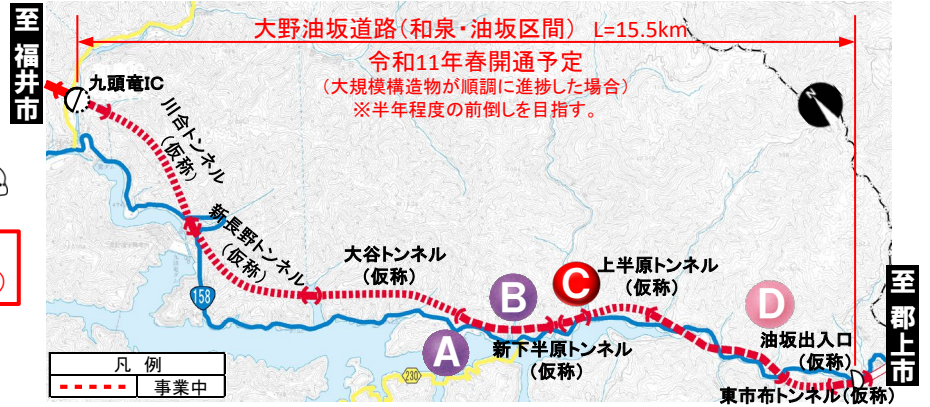 至 福井市
大野油坂道路(和泉・油坂区間) L=15.5km
令和11年春開通予定
(大規模構造物が順調に進捗した場合)
※半年程度の前倒しを目指す。
九頭竜IC
N
川合トンネル
(仮称)
新長野トンネル
(仮称)
大谷トンネル
(仮称)
上半原トンネル
(仮称)
158
A
B
C
D
新下半原トンネル
(仮称)
230
油坂出入口
(仮称)
東市布トンネル(仮称)
至 郡上市
凡 例
事業中